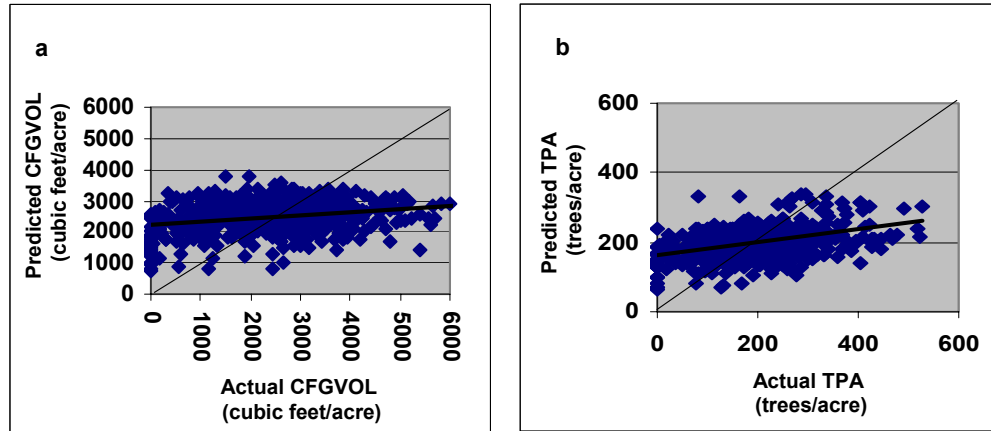 a
Predicted CFGVOL
(cubic feet/acre)
6000
5000
4000
3000
2000
1000
0
0
1000
2000
3000
4000
5000
6000
Actual CFGVOL
(cubic feet/acre)
b
Predicted TPA
(trees/acre)
600
400
200
0
0 200 400 600
Actual TPA
(trees/acre)